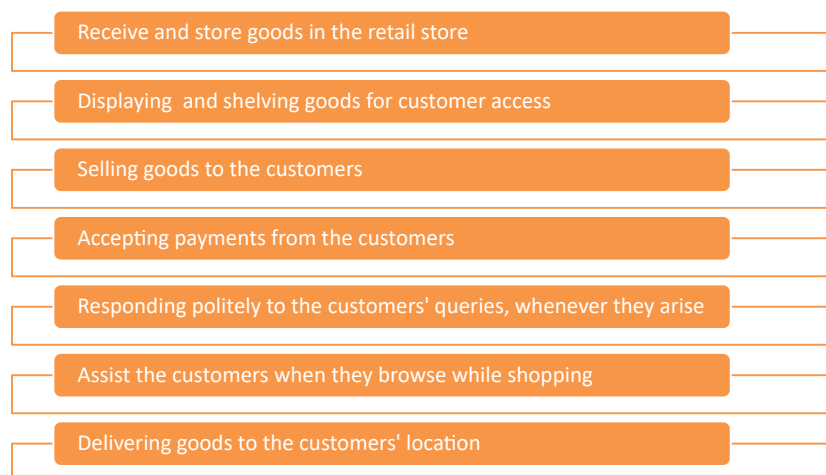 Receive and store goods in the retail store
Displaying  and shelving goods for customer access
Selling goods to the customers
Accepting payments from the customers
Responding politely to the customers' queries, whenever they arise
Assist the customers when they browse while shopping
Delivering goods to the customers' location